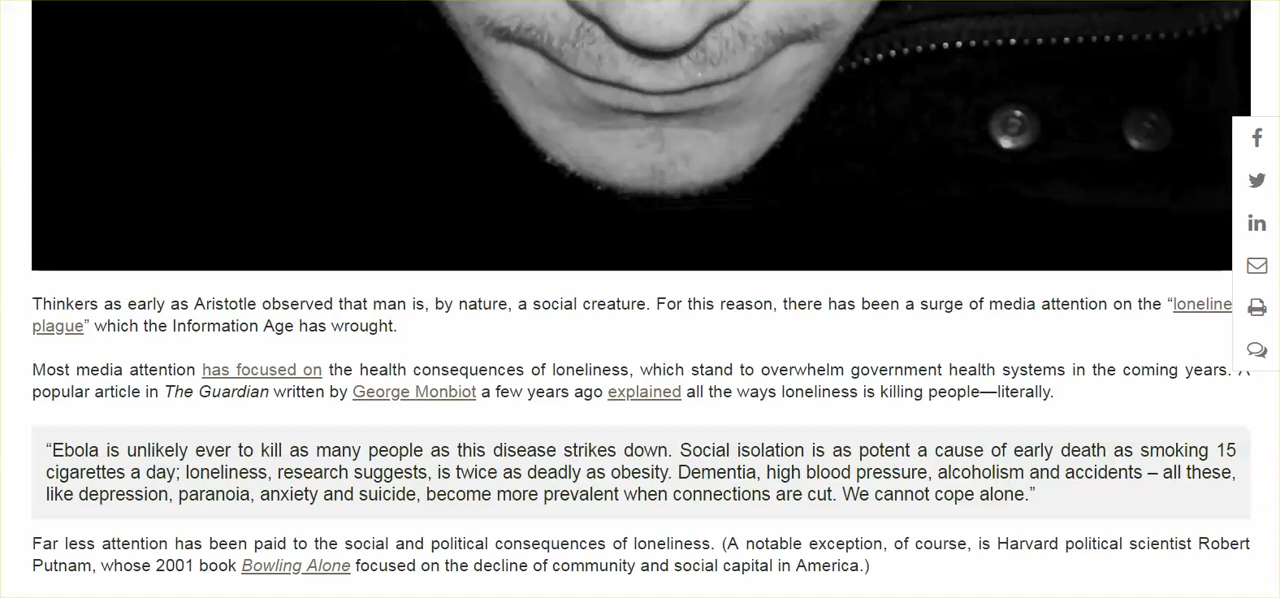 Thinkers as early as Aristotle observed that man is, by nature, a social creature. For this reason, there has been a surge of media attention on the “loneline
plague” which the Information Age has wrought.
Most media attention has focused on the health consequences of loneliness, which stand to overwhelm government health systems in the coming years.
popular article in The Guardian written by George Monbiot a few years ago explained all the ways loneliness is killing people—literally.
“Ebola is unlikely ever to kill as many people as this disease strikes down. Social isolation is as potent a cause of early death as smoking 15
cigarettes a day; loneliness, research suggests, is twice as deadly as obesity. Dementia, high blood pressure, alcoholism and accidents – all these,
like depression, paranoia, anxiety and suicide, become more prevalent when connections are cut. We cannot cope alone.”
Far less attention has been paid to the social and political consequences of loneliness. (A notable exception, of course, is Harvard political scientist Robert
Putnam, whose 2001 book Bowling Alone focused on the decline of community and social capital in America.)